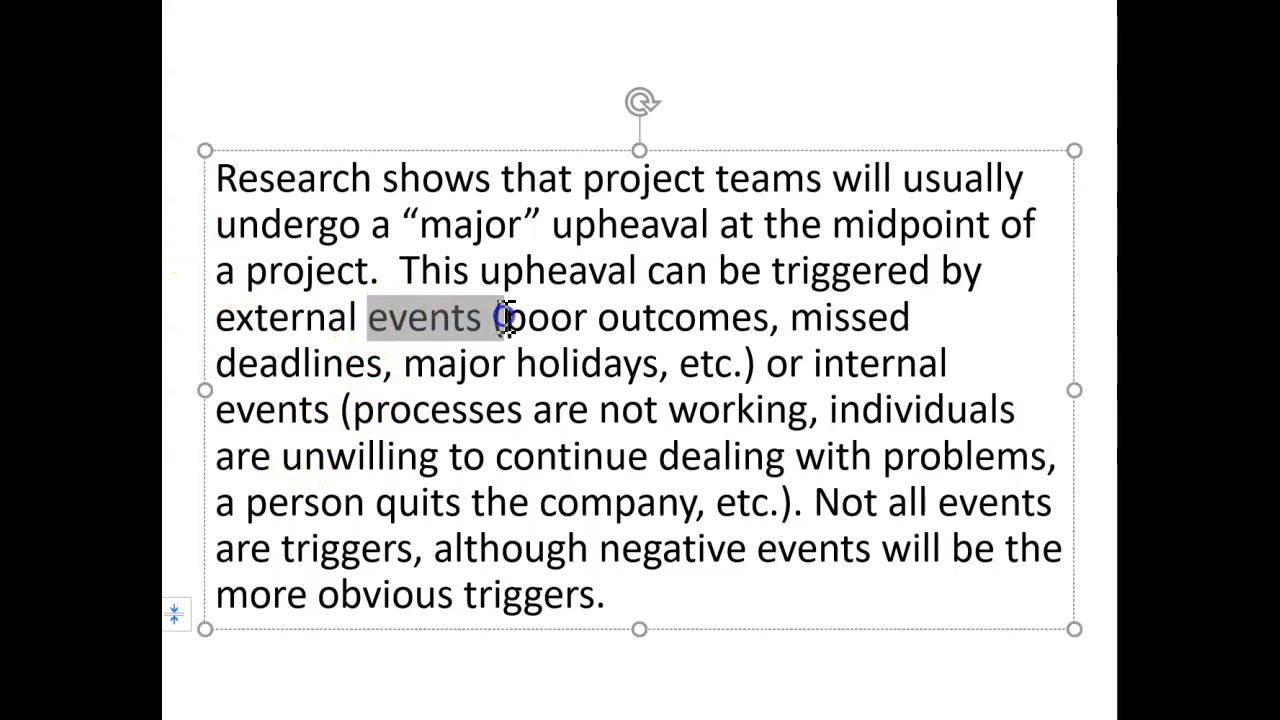 Research shows that project teams will usually
undergo a “major” upheaval at the midpoint of
a project.  This upheaval can be triggered by
external events (poor outcomes, missed
deadlines, major holidays, etc.) or internal
events (processes are not working, individuals
are unwilling to continue dealing with problems,
a person quits the company, etc.). Not all events
are triggers, although negative events will be the
more obvious triggers.